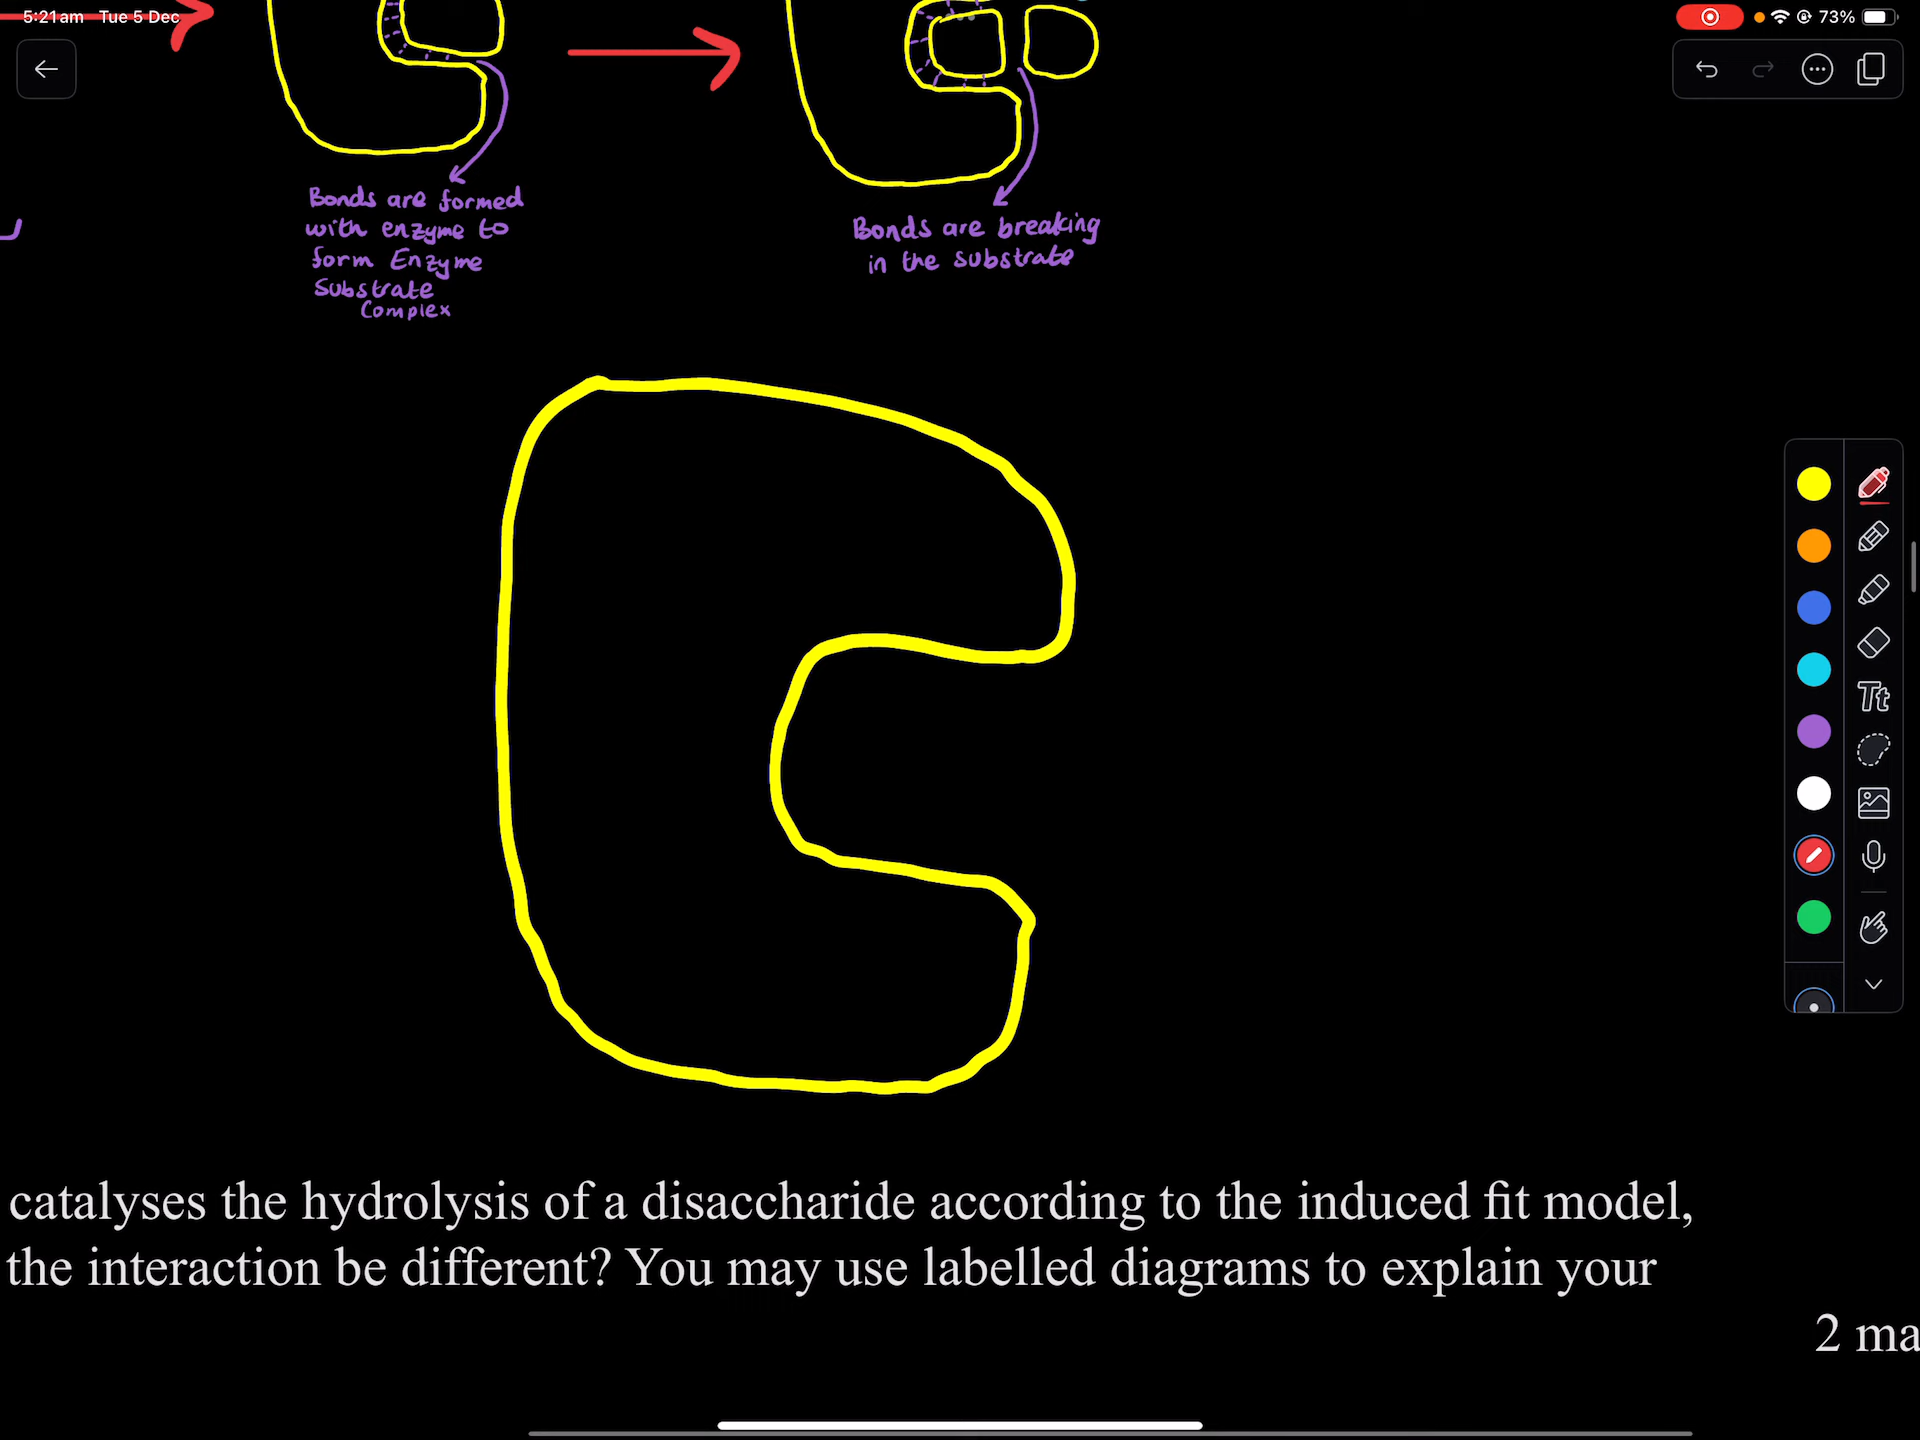 5:21am Tue 5 Dec
73%
Bonds are formed
with enzyme to
form Enzyme
Substrate
Complex
Bonds are breaking
in the substrate
Tt
catalyses the hydrolysis of a disaccharide according to the induced fit model,
the interaction be different? You may use labelled diagrams to explain your
2 ma